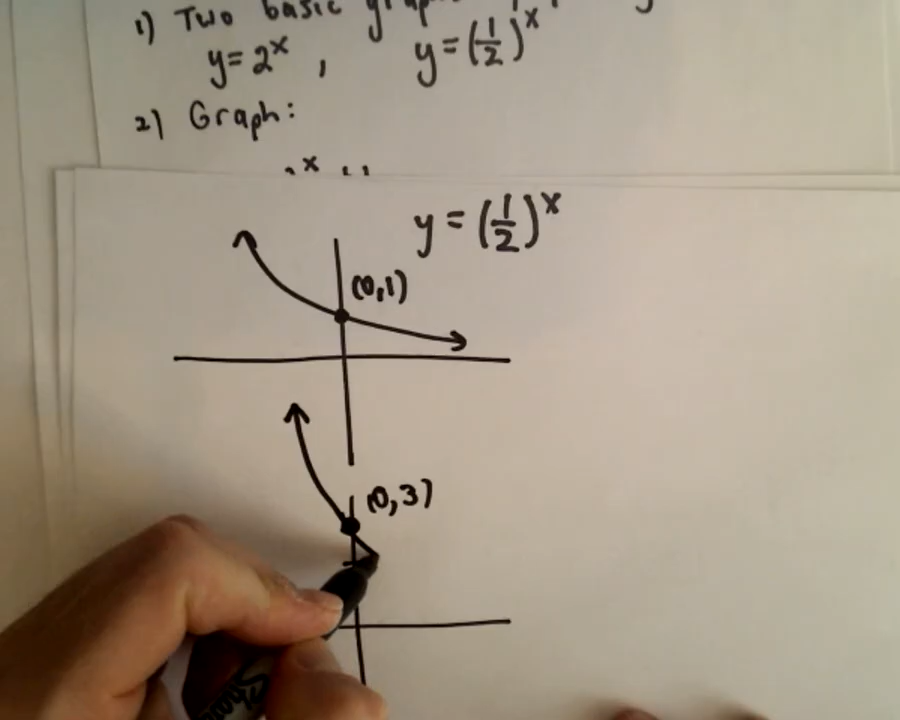 1) Two basic
y=2^x , y=(1/2)^x
2) Graph:
y=(1/2)^x
(0,1)
(0,3)